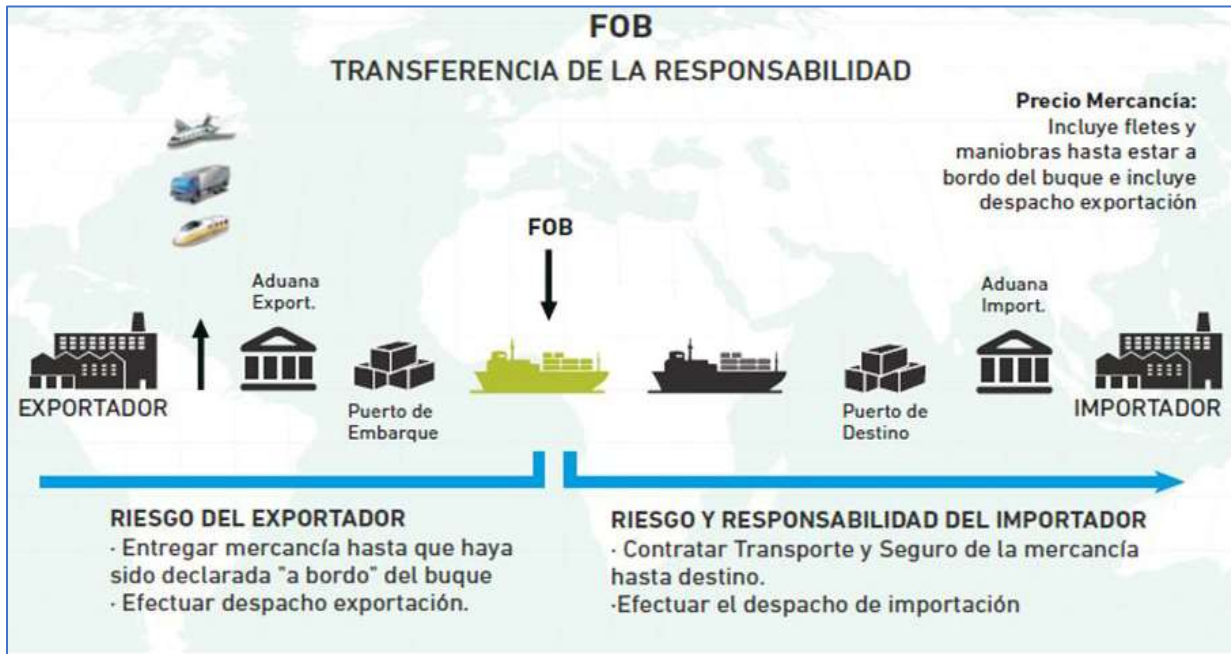 FOB
TRANSFERENCIA DE LA RESPONSABILIDAD
Precio Mercancía:
Incluye fletes y
maniobras hasta estar a
bordo del buque e incluye
despacho exportación
FOB
Aduana
Export.
Aduana
Import.
EXPORTADOR
Puerto de
Embarque
Puerto de
Destino
IMPORTADOR
RIESGO DEL EXPORTADOR
· Entregar mercancía hasta que haya
sido declarada "a bordo" del buque
· Efectuar despacho exportación.
RIESGO Y RESPONSABILIDAD DEL IMPORTADOR
· Contratar Transporte y Seguro de la mercancía
hasta destino.
·Efectuar el despacho de importación